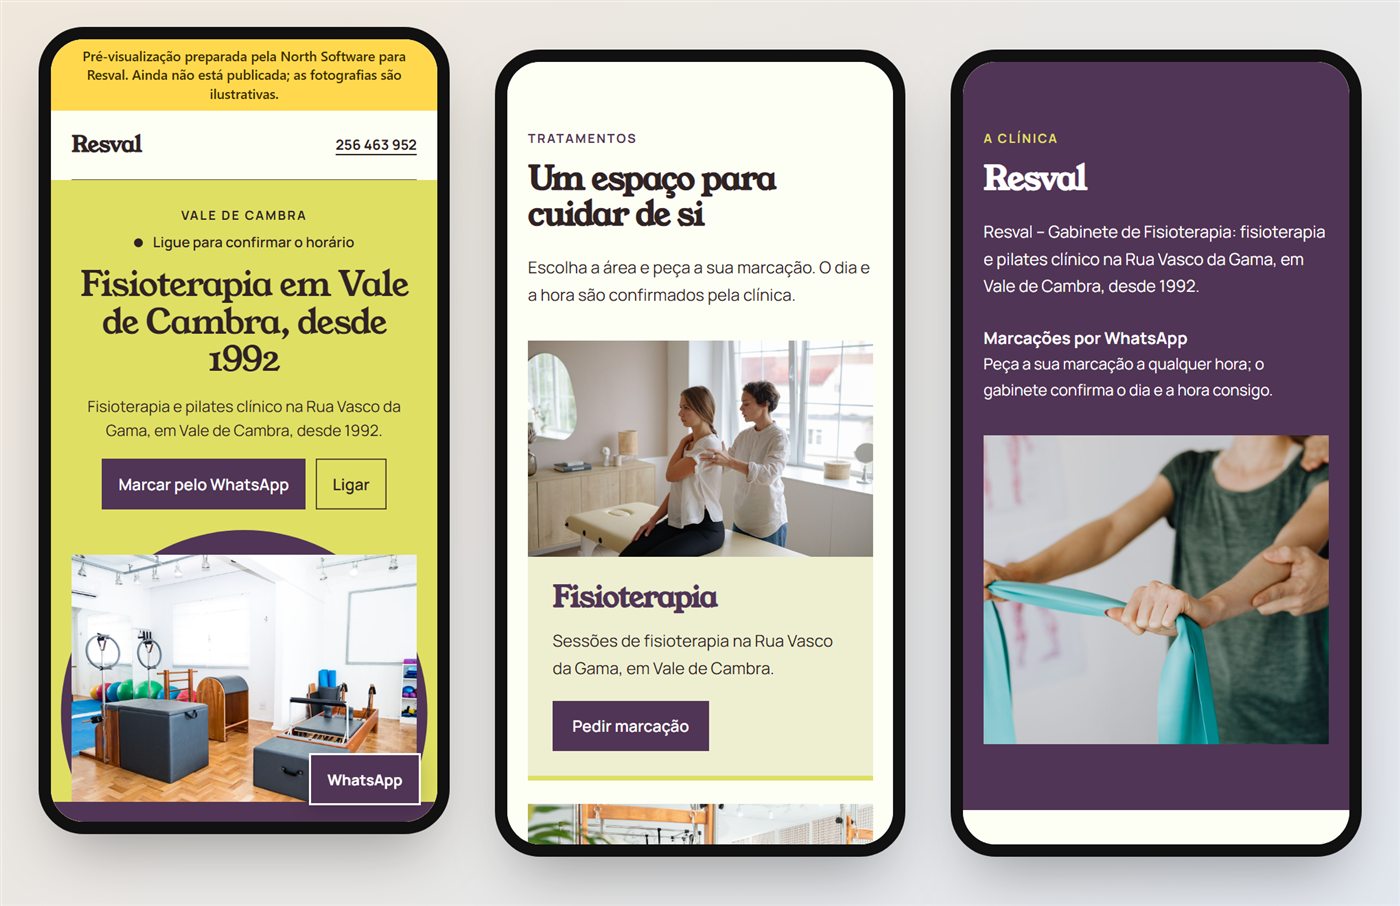 Pré-visualização preparada pela North Software para
Resval. Ainda não está publicada; as fotografias são
ilustrativas.
Resval
256 463 952
VALE DE CAMBRA
Ligue para confirmar o horário
Fisioterapia em Vale
de Cambra, desde
1992
Fisioterapia e pilates clínico na Rua Vasco da
Gama, em Vale de Cambra, desde 1992.
Marcar pelo WhatsApp
Ligar
WhatsApp
TRATAMENTOS
Um espaço para
cuidar de si
Escolha a área e peça a sua marcação. O dia e
a hora são confirmados pela clínica.
Fisioterapia
Sessões de fisioterapia na Rua Vasco
da Gama, em Vale de Cambra.
Pedir marcação
A CLÍNICA
Resval
Resval – Gabinete de Fisioterapia: fisioterapia
e pilates clínico na Rua Vasco da Gama, em
Vale de Cambra, desde 1992.
Marcações por WhatsApp
Peça a sua marcação a qualquer hora; o
gabinete confirma o dia e a hora consigo.